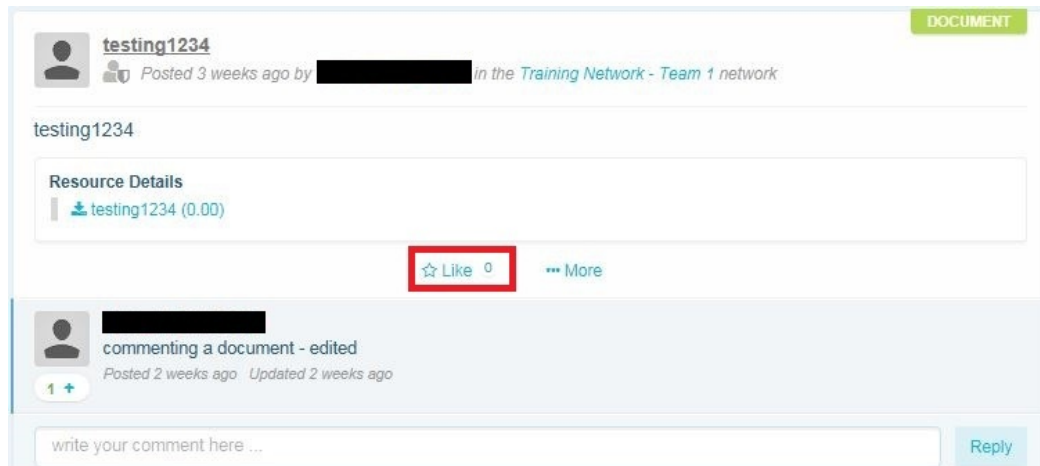 DOCUMENT
testing1234
Posted 3 weeks ago by in the Training Network - Team 1 network
testing1234
Resource Details
testing1234 (0.00)
Like 0 ••• More
commenting a document - edited
Posted 2 weeks ago Updated 2 weeks ago
1 +
write your comment here ... Reply